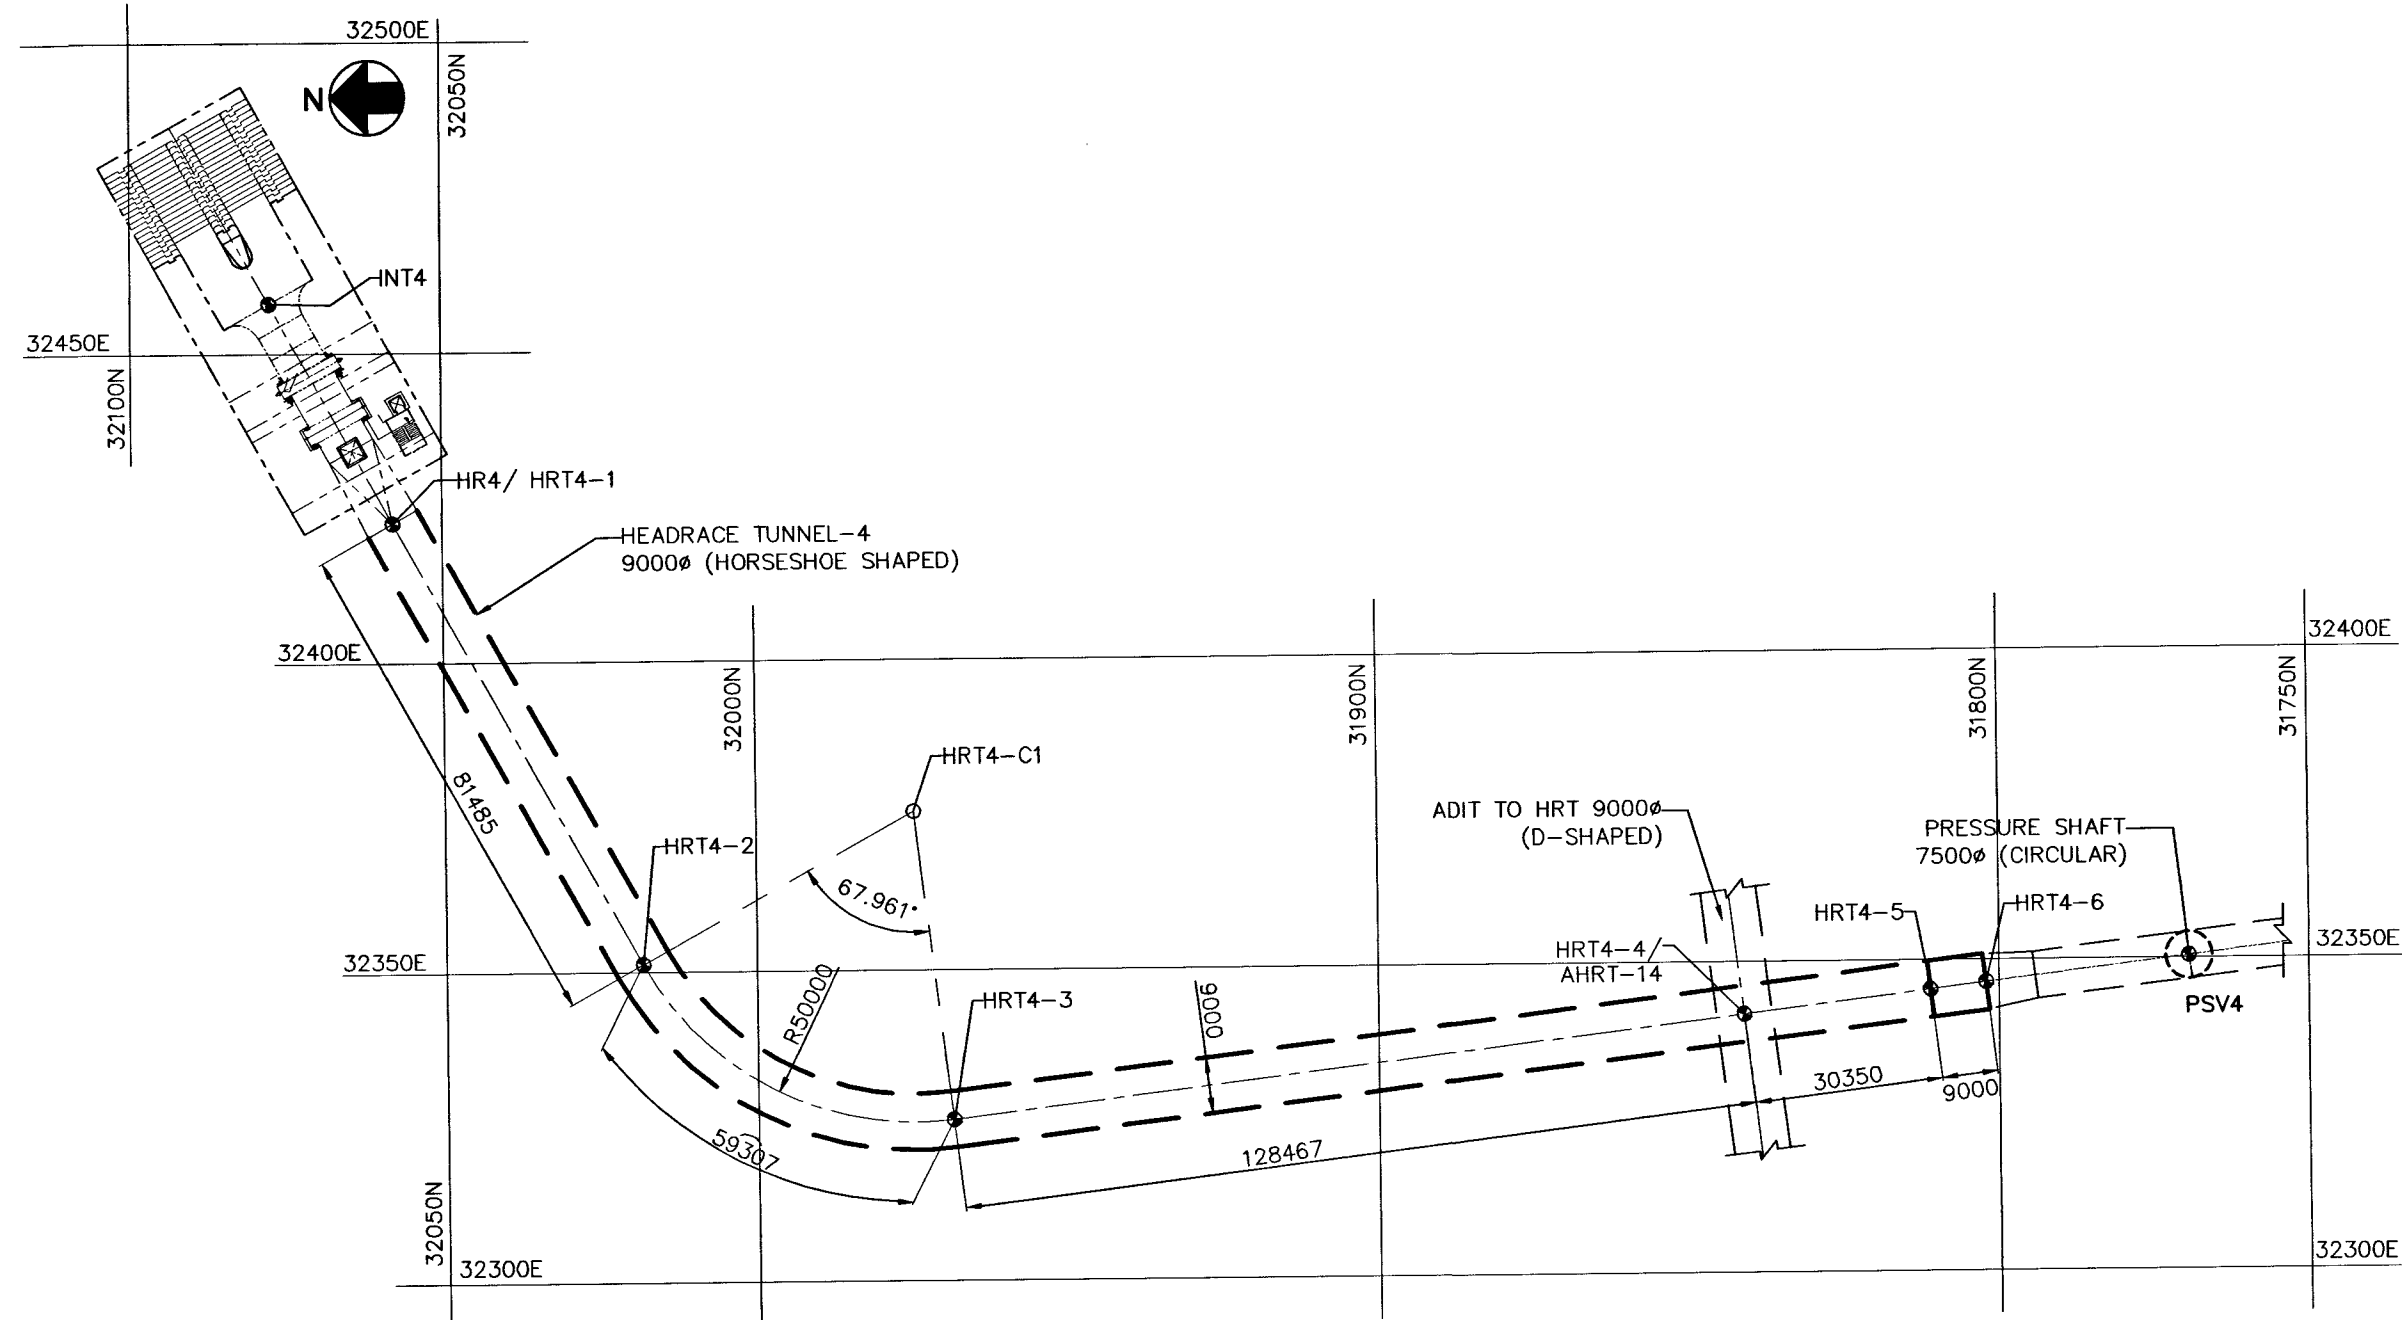 32500E
N
32050N
INT4
32450E
32100N
HR4/ HRT4-1
HEADRACE TUNNEL-4
9000ø (HORSESHOE SHAPED)
32400E
32400E
32000N
31900N
31800N
31750N
81485
HRT4-C1
HRT4-2
67.961°
ADIT TO HRT 9000ø
(D-SHAPED)
PRESSURE SHAFT
7500ø (CIRCULAR)
HRT4-5
HRT4-6
HRT4-4/
AHRT-14
32350E
32350E
R50000
HRT4-3
9000
PSV4
30350
9000
59307
128467
32050N
32300E
32300E